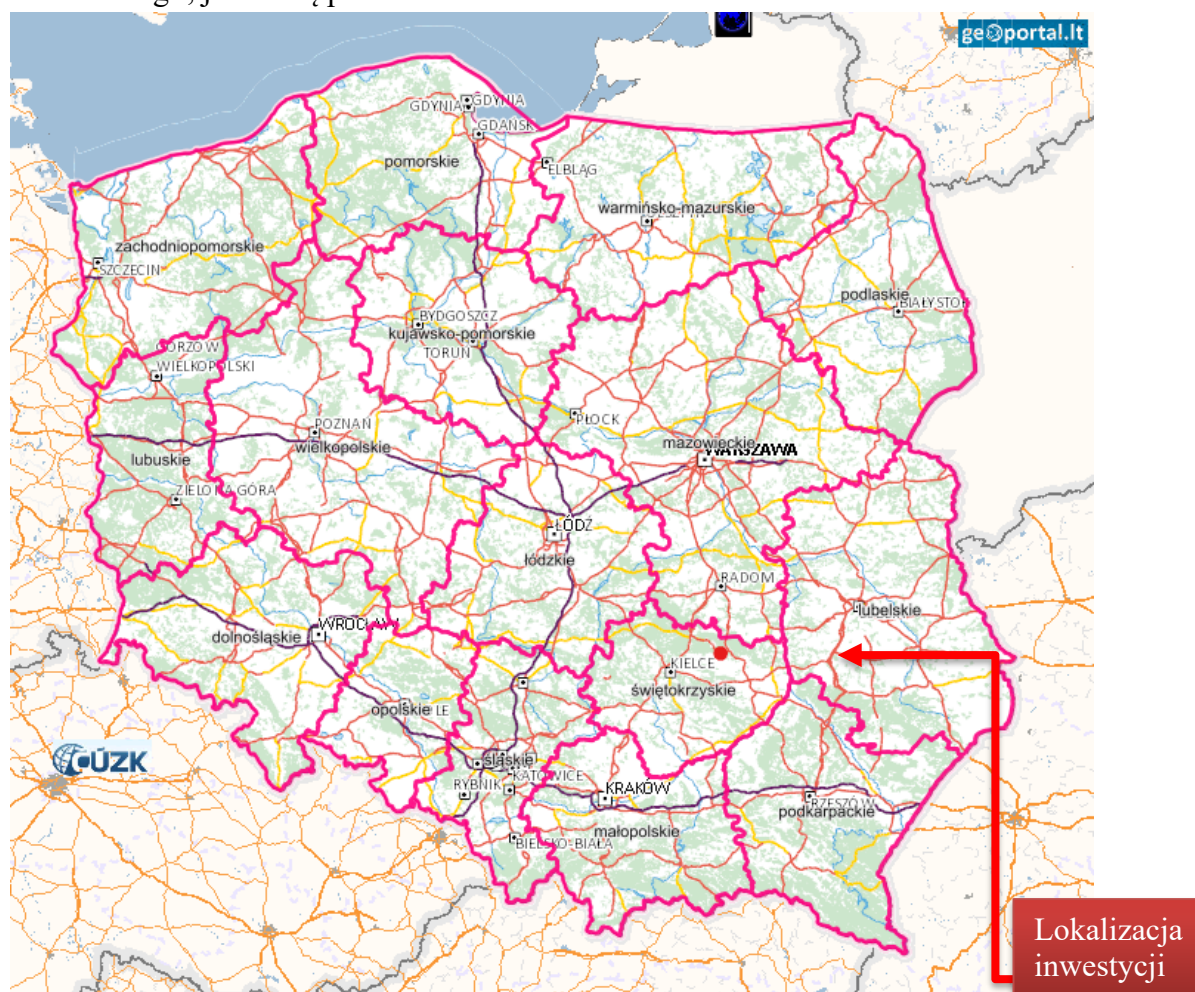 geoportal.lt
GDYNIA
GDYNIA
GDAŃSK
pomorskie
ELBLĄG
warmińsko-mazurskie
zachodniopomorskie
SZCZECIN
podlaskie
BIAŁYSTOK
BYDGOSZCZ
kujawsko-pomorskie
TORUŃ
GORZOW
WIELKOPOLSKI
PŁOCK
POZNAŃ
wielkopolskie
mazowieckie
WARSZAWA
lubuskie
ZIELONA GÓRA
ŁÓDŹ
łódzkie
RADOM
lubelskie
WROCŁAW
dolnośląskie
KIELCE
świętokrzyskie
opolskie LE
śląskie
KATOWICE
RYBNIK
KRAKÓW
RZESZÓW
podkarpackie
małopolskie
BIELSKO-BIAŁA
ČÚZK
Lokalizacja
inwestycji